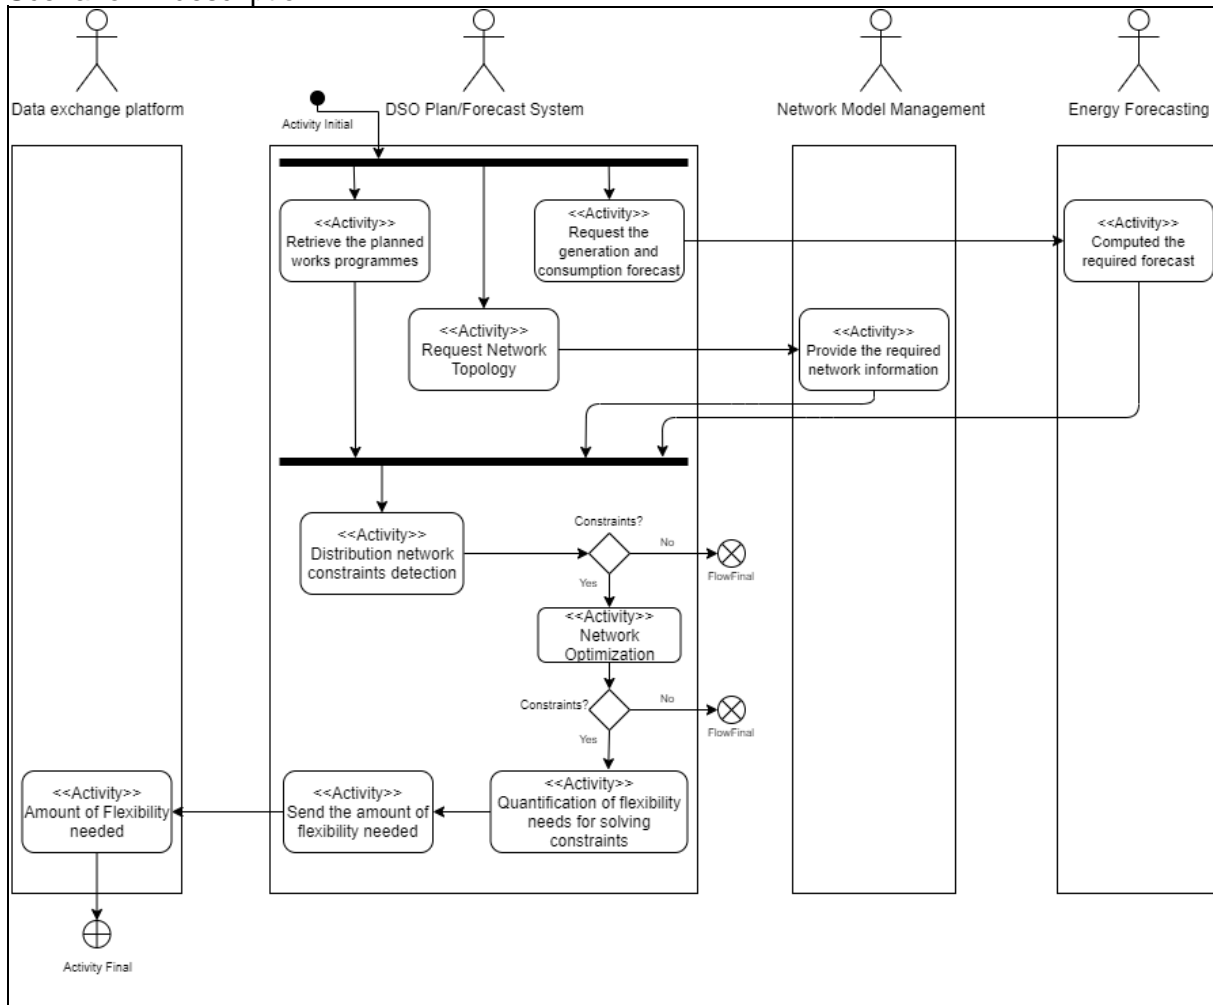 Data exchange platform
DSO Plan/Forecast System
Network Model Management
Energy Forecasting
Activity Initial
<<Activity>>
Retrieve the planned
works programmes
<<Activity>>
Request the
generation and
consumption forecast
<<Activity>>
Computed the
required forecast
<<Activity>>
Request Network
Topology
<<Activity>>
Provide the required
network information
<<Activity>>
Distribution network
constraints detection
Constraints?
No
FlowFinal
Yes
<<Activity>>
Network
Optimization
Constraints?
No
FlowFinal
Yes
<<Activity>>
Amount of Flexibility
needed
<<Activity>>
Send the amount of
flexibility needed
<<Activity>>
Quantification of flexibility
needs for solving
constraints
Activity Final